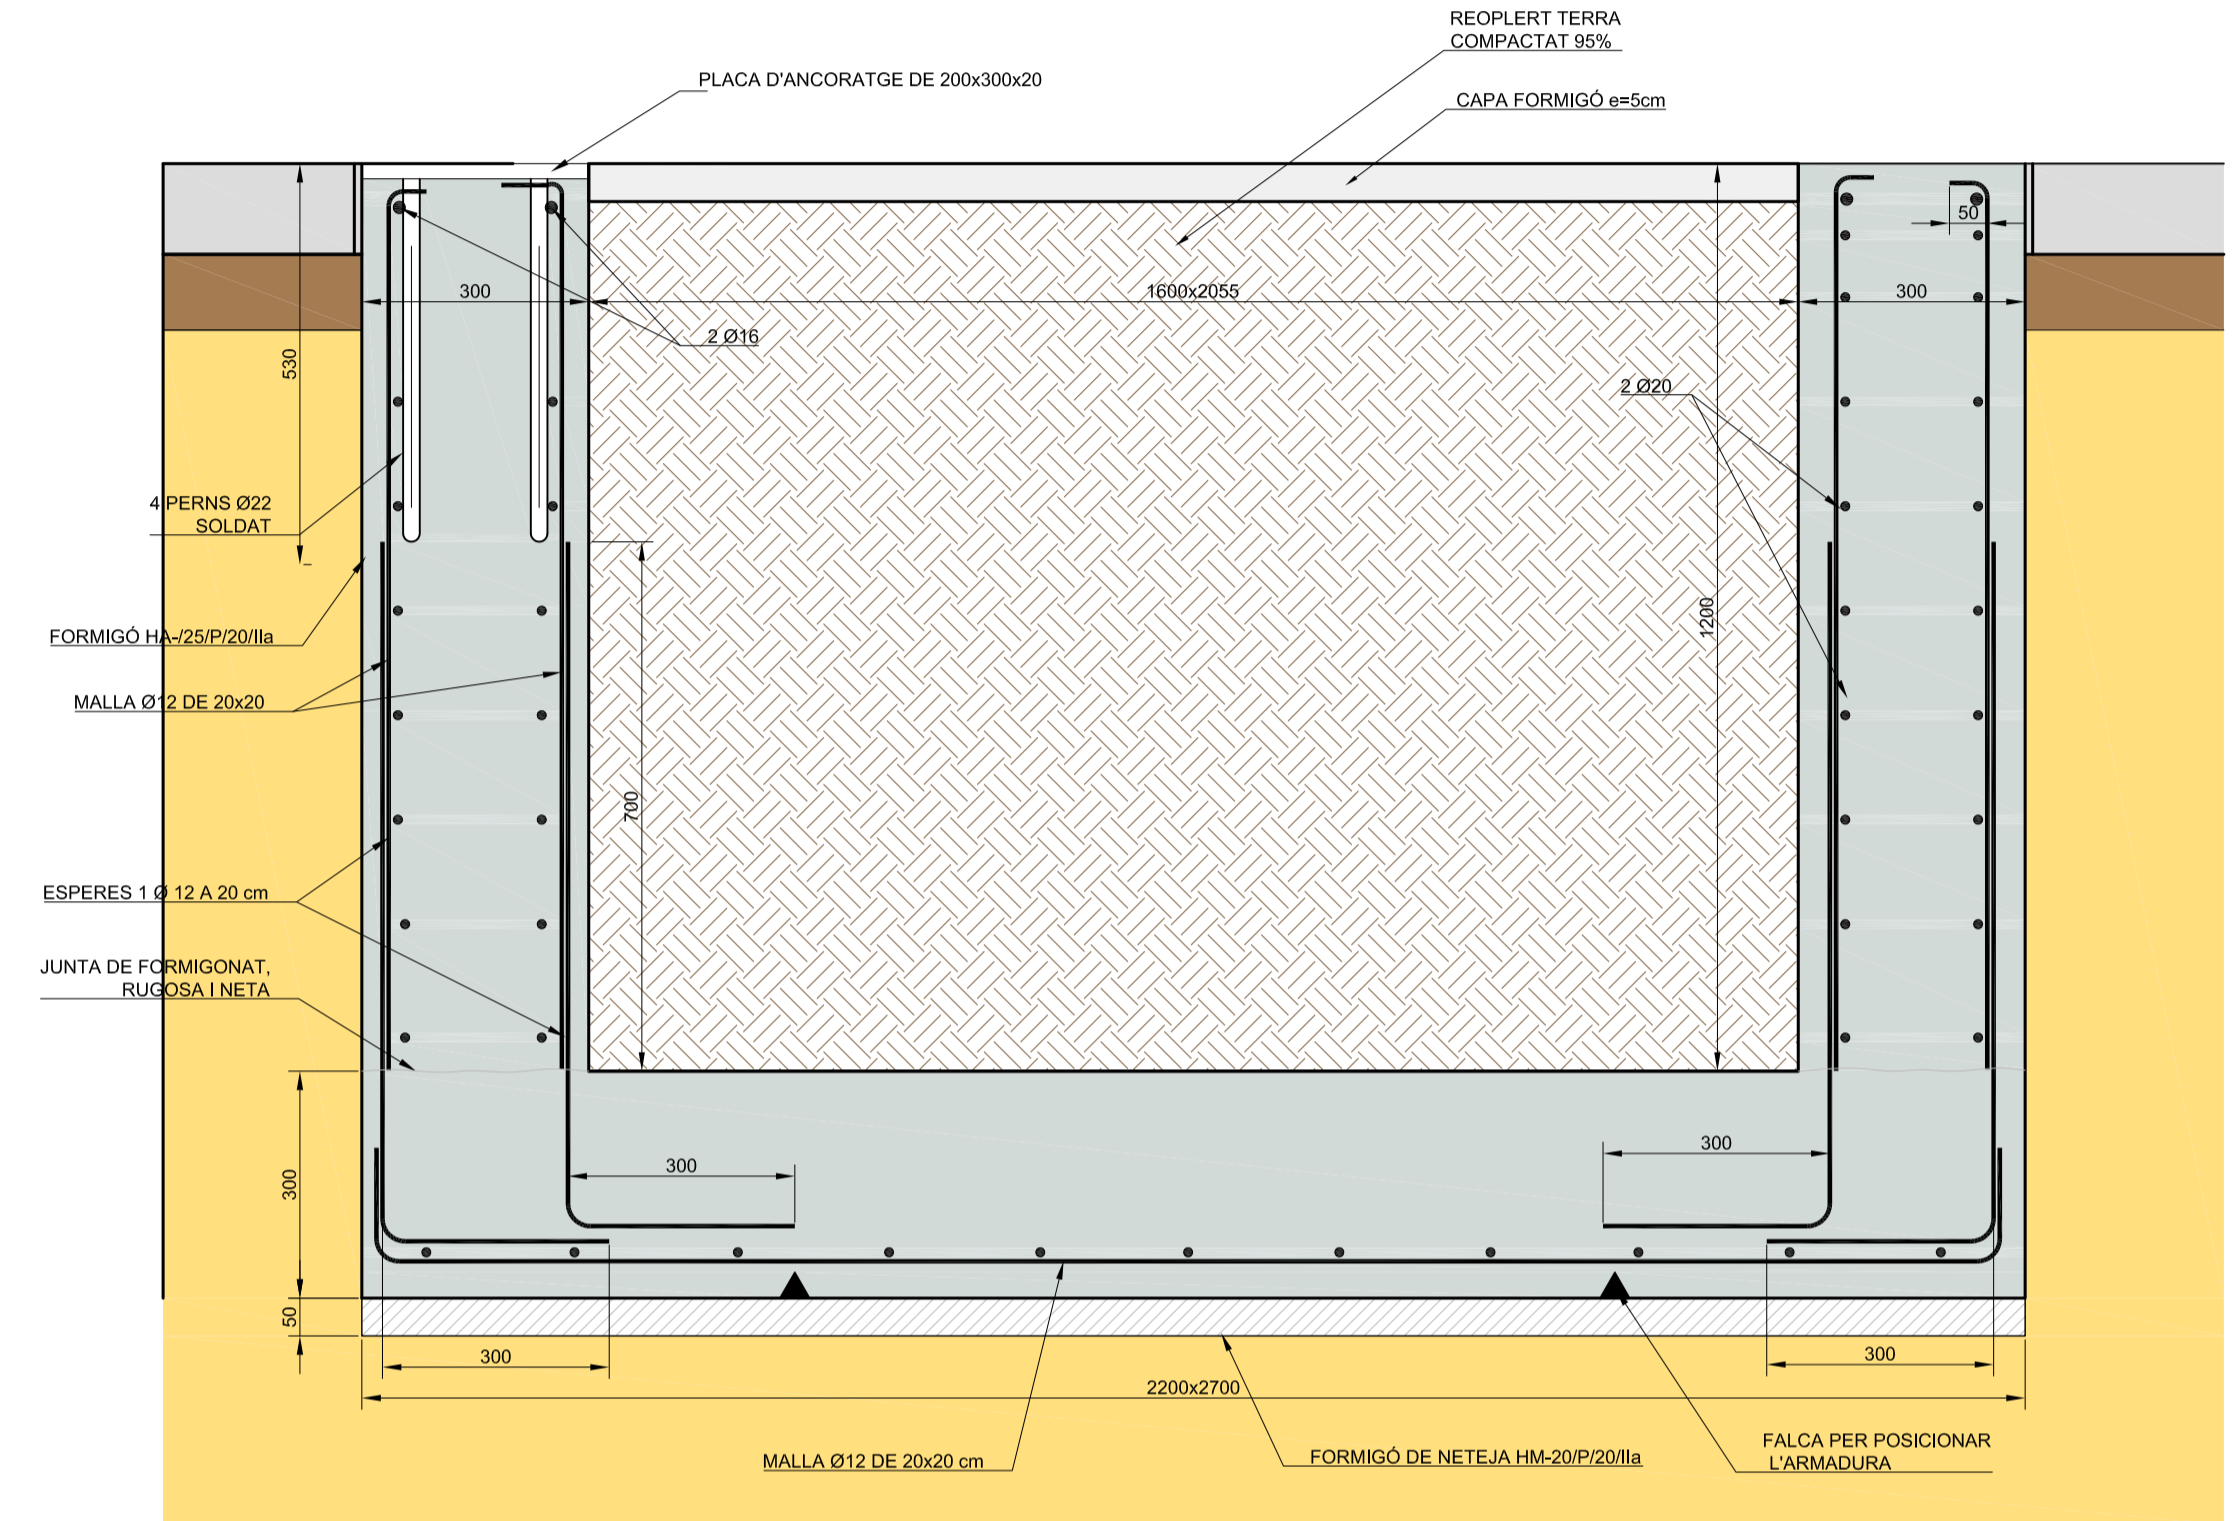 REOPLERT TERRA
COMPACTAT 95%
PLACA D'ANCORATGE DE 200x300x20
CAPA FORMIGÓ e=5cm
50
300
1600x2055
300
2 Ø16
530
2 Ø20
4 PERNS Ø22
SOLDAT
1200
FORMIGÓ HA-/25/P/20/IIa
MALLA Ø12 DE 20x20
700
ESPERES 1 Ø 12 A 20 cm
JUNTA DE FORMIGONAT,
RUGOSA I NETA
300
300
300
50
300
300
2200x2700
MALLA Ø12 DE 20x20 cm
FORMIGÓ DE NETEJA HM-20/P/20/IIa
FALCA PER POSICIONAR
L'ARMADURA